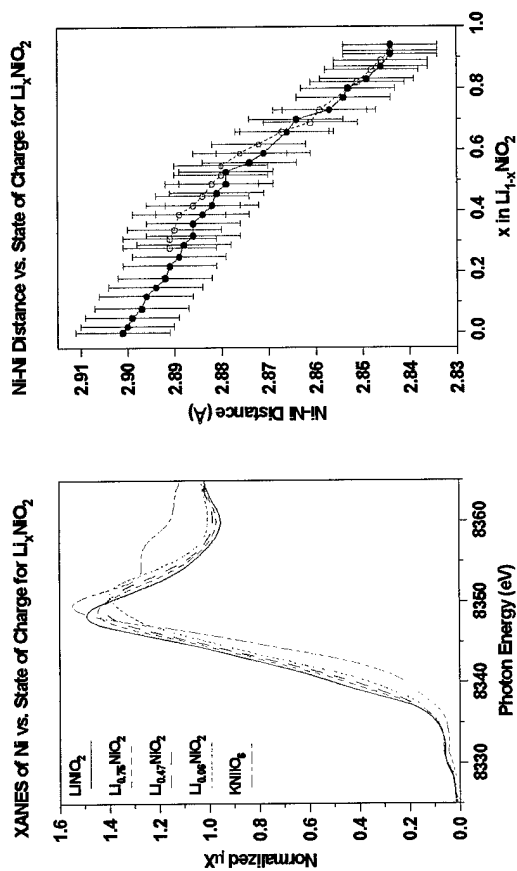 XANES of Ni vs. State of Charge for LiₓNiO₂
LiNiO₂
Li₀.₇₆NiO₂
Li₀.₄₇NiO₂
Li₀.₀₆NiO₂
KNiIO₆
Normalized μX
1.6
1.4
1.2
1.0
0.8
0.6
0.4
0.2
0.0
8330
8340
8350
8360
Photon Energy (eV)
Ni-Ni Distance vs. State of Charge for LiₓNiO₂
Ni-Ni Distance (Å)
2.91
2.90
2.89
2.88
2.87
2.86
2.85
2.84
2.83
0.0
0.2
0.4
0.6
0.8
1.0
x in Li₁₋ₓNiO₂